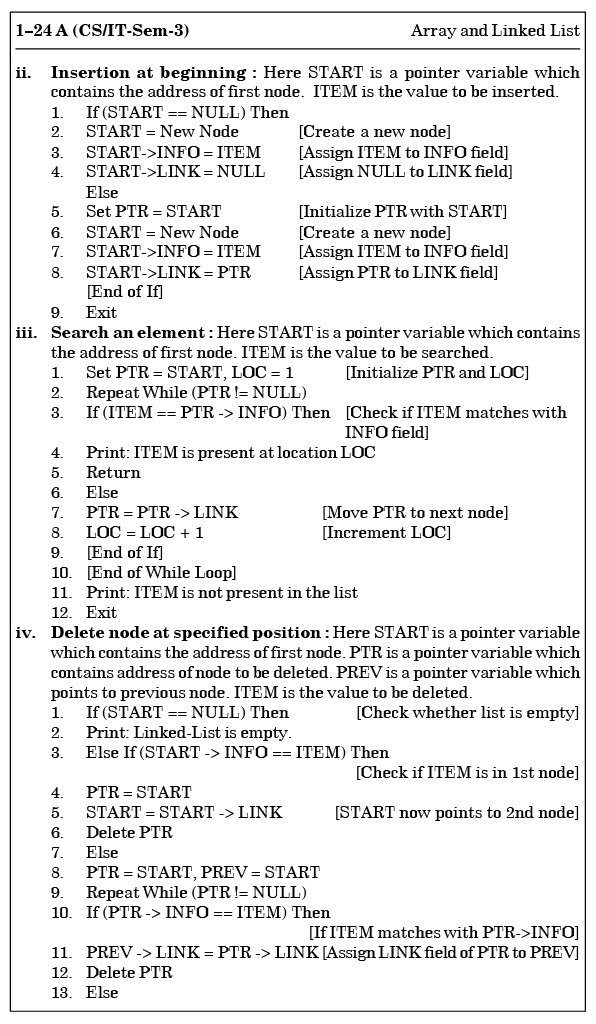 1–24 A (CS/IT-Sem-3) Array and Linked List
ii. Insertion at beginning : Here START is a pointer variable which
contains the address of first node. ITEM is the value to be inserted.
1. If (START == NULL) Then
2. START = New Node [Create a new node]
3. START->INFO = ITEM [Assign ITEM to INFO field]
4. START->LINK = NULL [Assign NULL to LINK field]
Else
5. Set PTR = START [Initialize PTR with START]
6. START = New Node [Create a new node]
7. START->INFO = ITEM [Assign ITEM to INFO field]
8. START->LINK = PTR [Assign PTR to LINK field]
[End of If]
9. Exit
iii. Search an element : Here START is a pointer variable which contains
the address of first node. ITEM is the value to be searched.
1. Set PTR = START, LOC = 1 [Initialize PTR and LOC]
2. Repeat While (PTR != NULL)
3. If (ITEM == PTR -> INFO) Then [Check if ITEM matches with
INFO field]
4. Print: ITEM is present at location LOC
5. Return
6. Else
7. PTR = PTR -> LINK [Move PTR to next node]
8. LOC = LOC + 1 [Increment LOC]
9. [End of If]
10. [End of While Loop]
11. Print: ITEM is not present in the list
12. Exit
iv. Delete node at specified position : Here START is a pointer variable
which contains the address of first node. PTR is a pointer variable which
contains address of node to be deleted. PREV is a pointer variable which
points to previous node. ITEM is the value to be deleted.
1. If (START == NULL) Then [Check whether list is empty]
2. Print: Linked-List is empty.
3. Else If (START -> INFO == ITEM) Then
[Check if ITEM is in 1st node]
4. PTR = START
5. START = START -> LINK [START now points to 2nd node]
6. Delete PTR
7. Else
8. PTR = START, PREV = START
9. Repeat While (PTR != NULL)
10. If (PTR -> INFO == ITEM) Then
[If ITEM matches with PTR->INFO]
11. PREV -> LINK = PTR -> LINK [Assign LINK field of PTR to PREV]
12. Delete PTR
13. Else